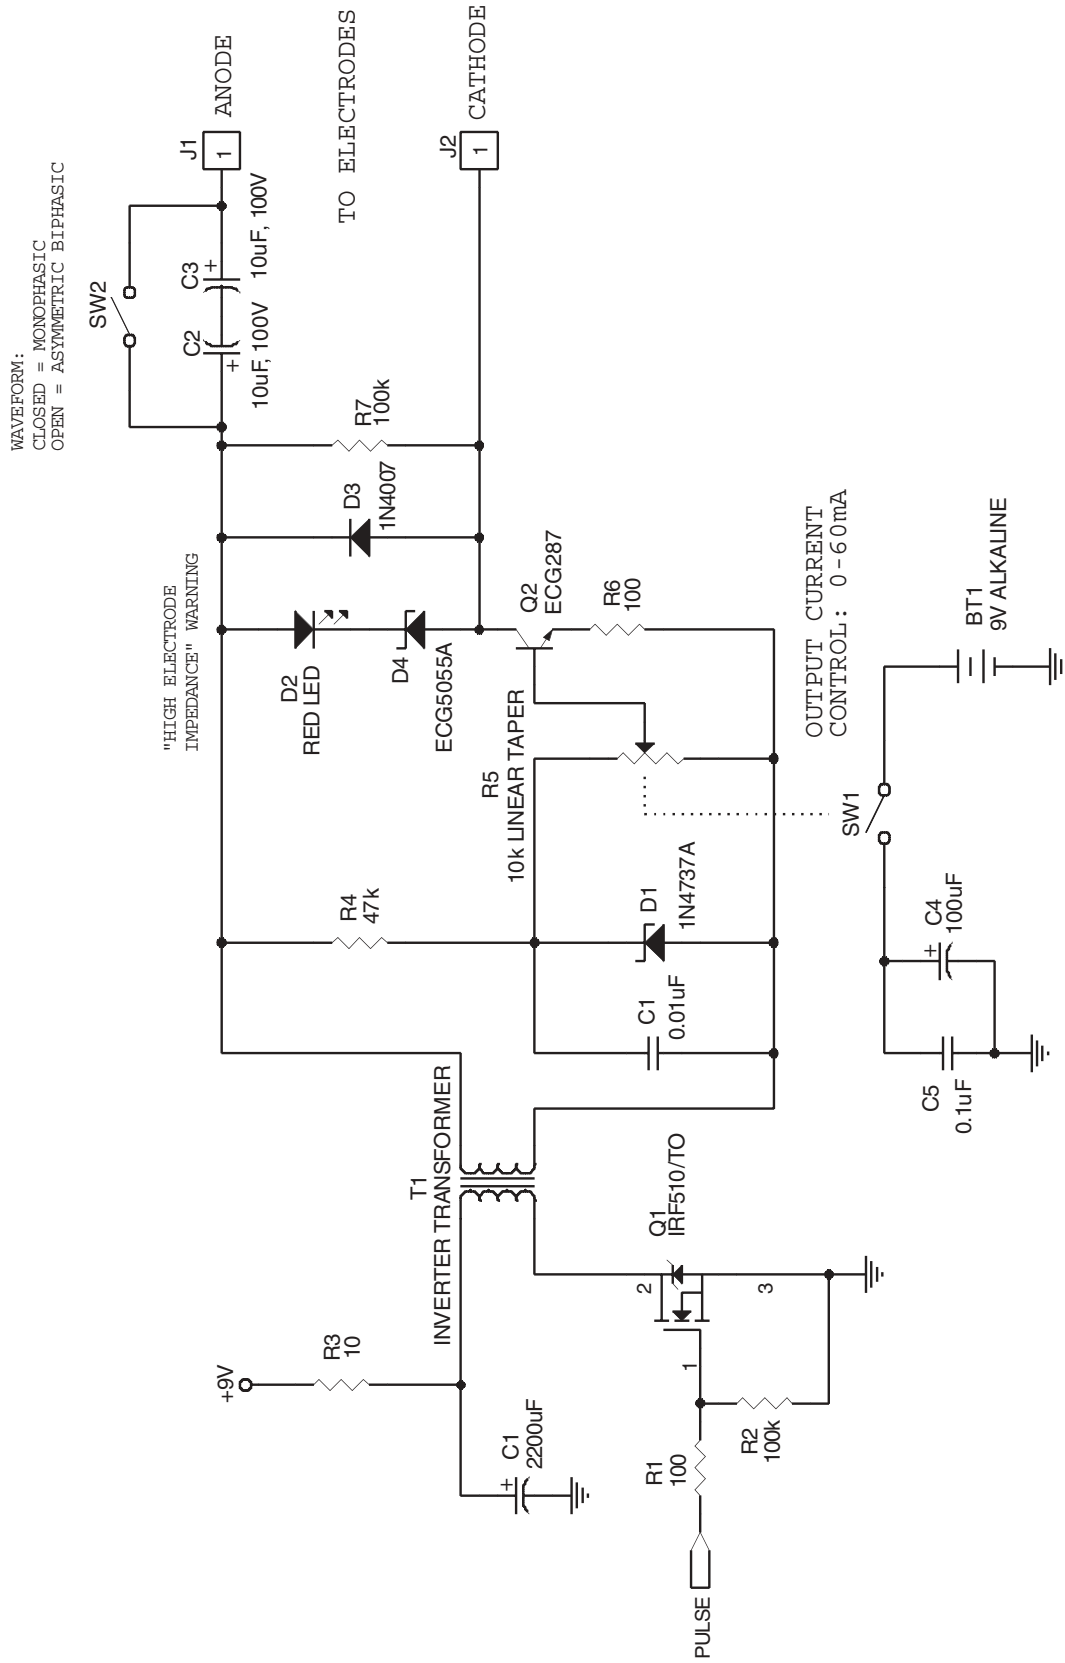 WAVEFORM:
CLOSED = MONOPHASIC
OPEN = ASYMMETRIC BIPHASIC
SW2
C2
10uF, 100V
+
C3
10uF, 100V
+
J1
1
ANODE
TO ELECTRODES
J2
1
CATHODE
"HIGH ELECTRODE
IMPEDANCE" WARNING
D2
RED LED
D4
ECG5055A
D3
1N4007
R7
100k
Q2
ECG287
R6
100
R5
10k LINEAR TAPER
R4
47k
D1
1N4737A
C1
0.01uF
OUTPUT CURRENT
CONTROL: 0-60mA
T1
INVERTER TRANSFORMER
+9V
R3
10
C1
2200uF
+
Q1
IRF510/TO
2
3
1
R1
100
R2
100k
PULSE
SW1
BT1
9V ALKALINE
C4
100uF
+
C5
0.1uF